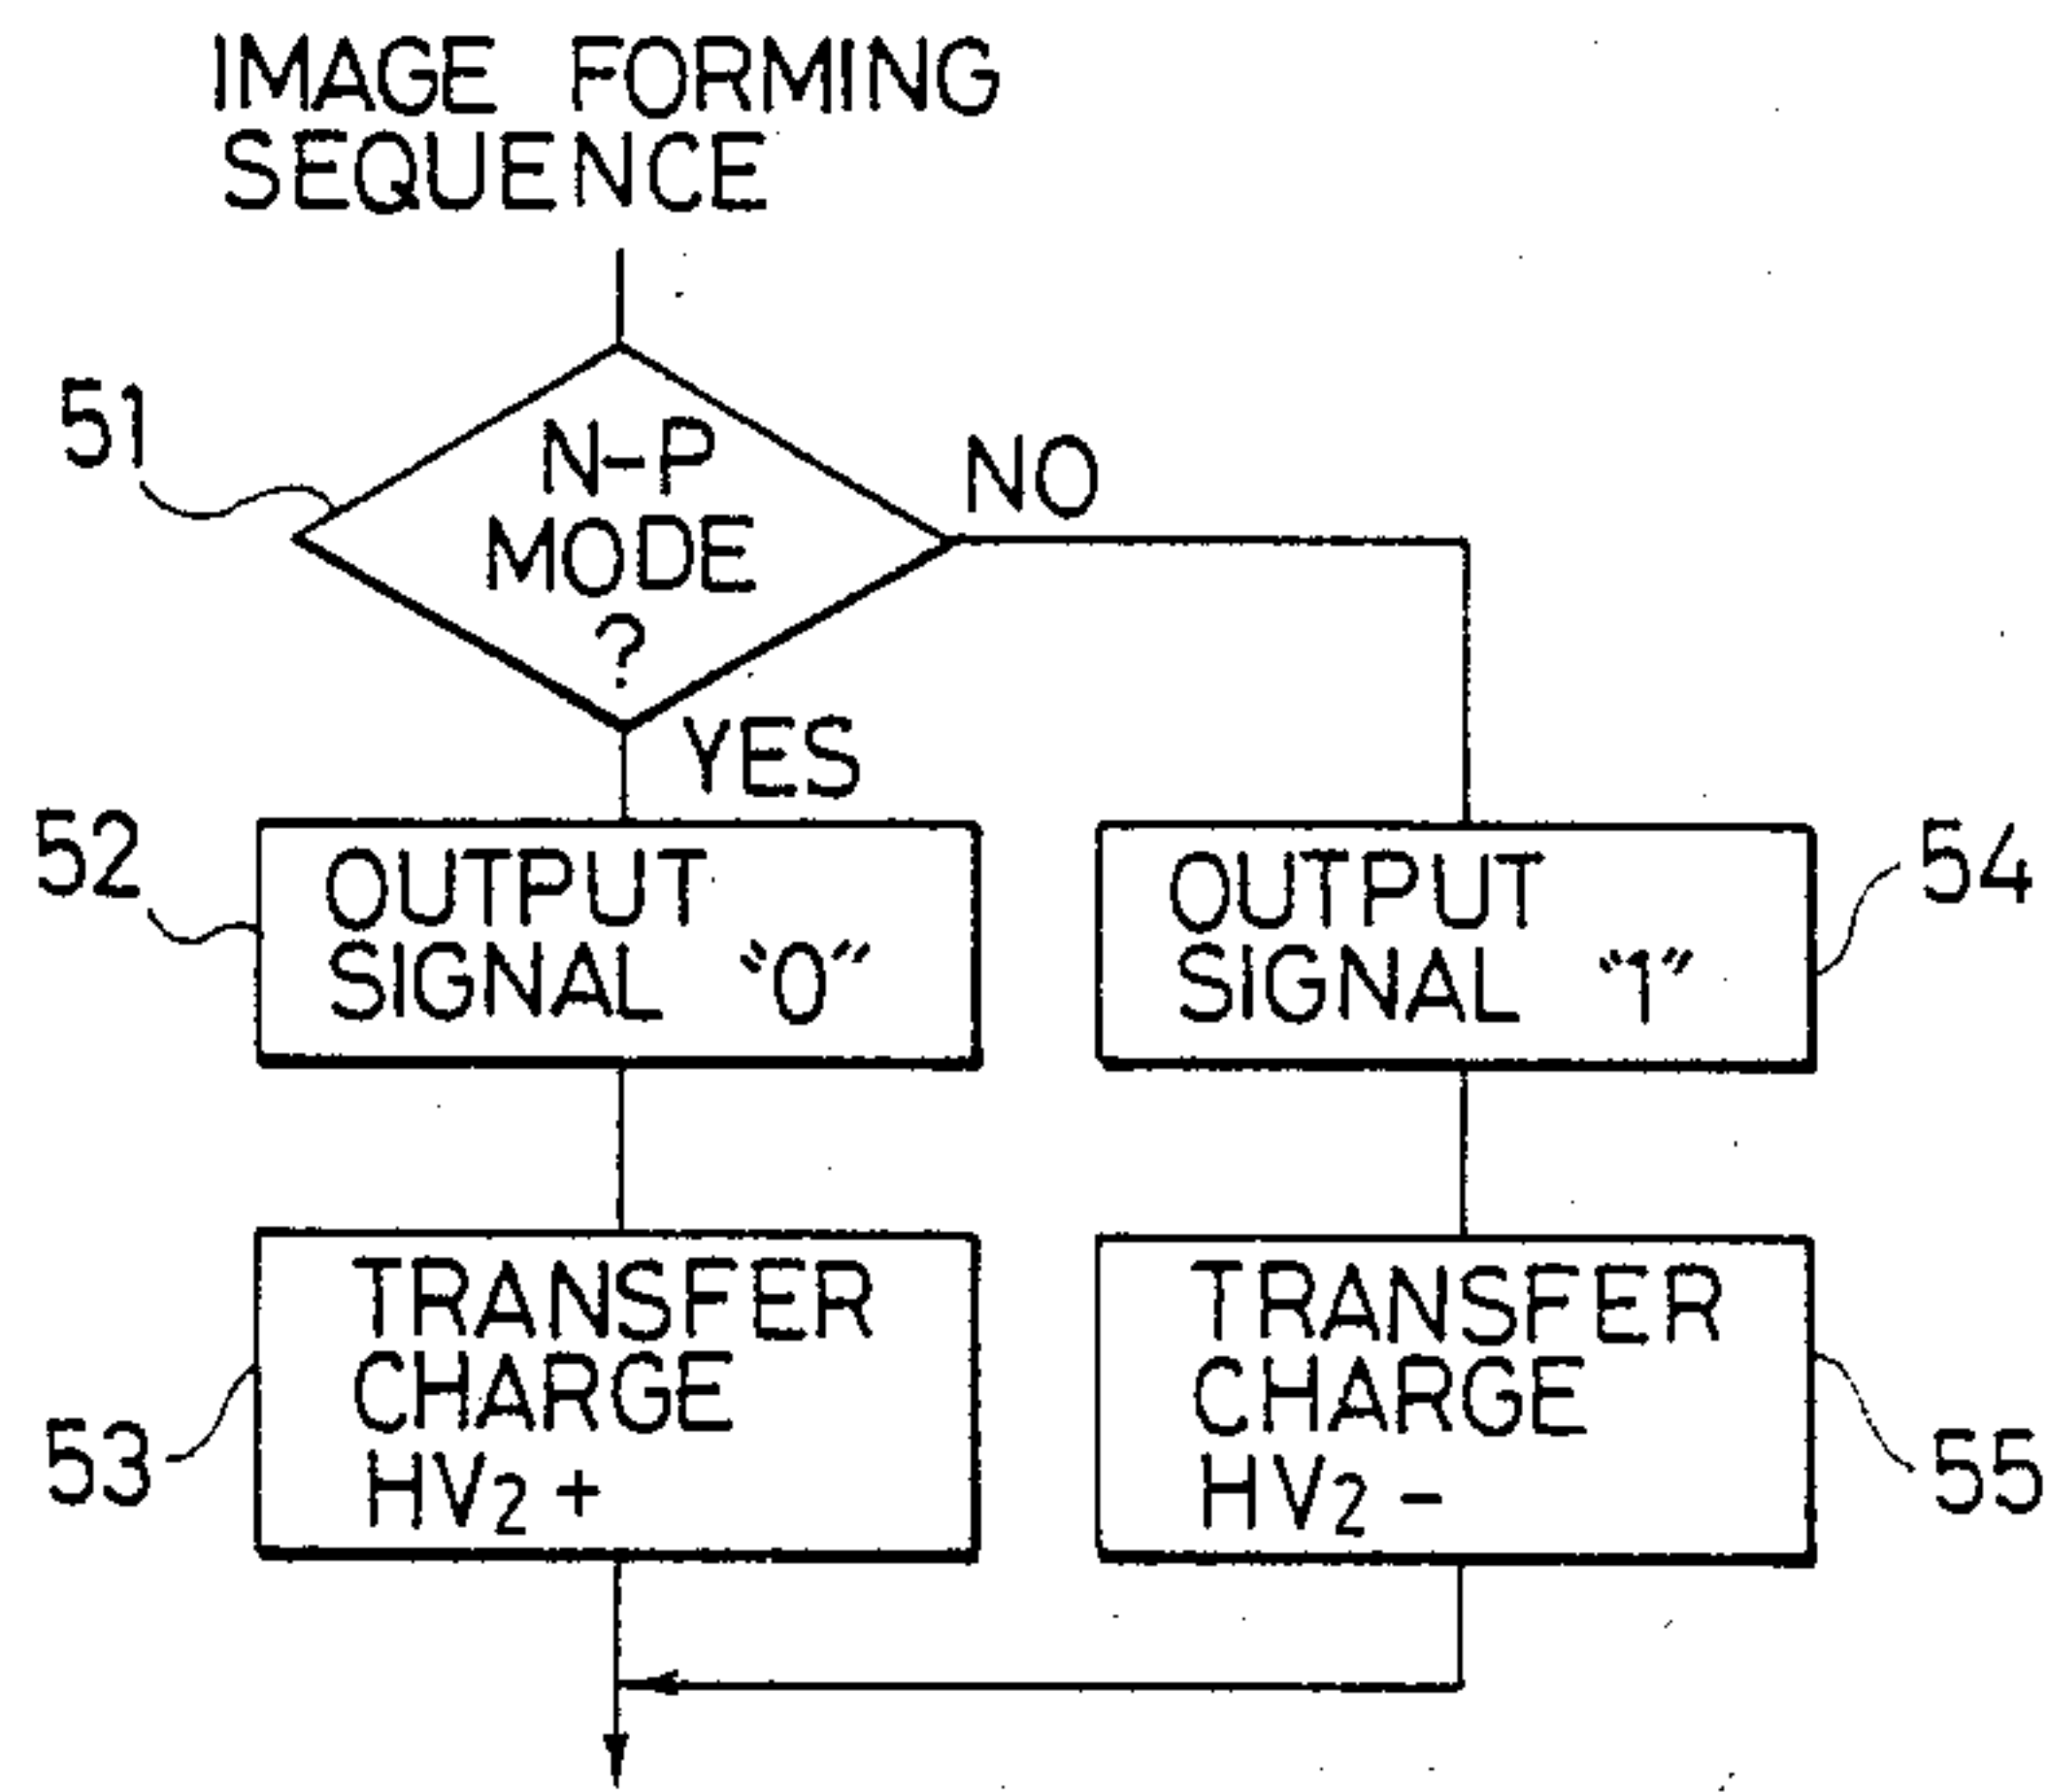 IMAGE FORMING
SEQUENCE
51
N-P
MODE
?
NO
YES
52
OUTPUT
SIGNAL "0"
OUTPUT
SIGNAL "1"
54
53
TRANSFER
CHARGE
HV2 +
TRANSFER
CHARGE
HV2 -
55